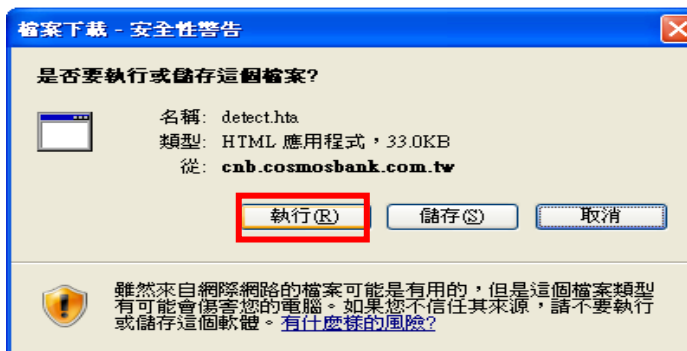 檔案下載 - 安全性警告
是否要執行或儲存這個檔案?
名稱: detect.hta
類型: HTML 應用程式，33.0KB
從: cnb.cosmosbank.com.tw
執行(R) 儲存(S) 取消
雖然來自網際網路的檔案可能是有用的，但是這個檔案類型
有可能會傷害您的電腦。如果您不信任其來源，請不要執行
或儲存這個軟體。有什麼樣的風險?